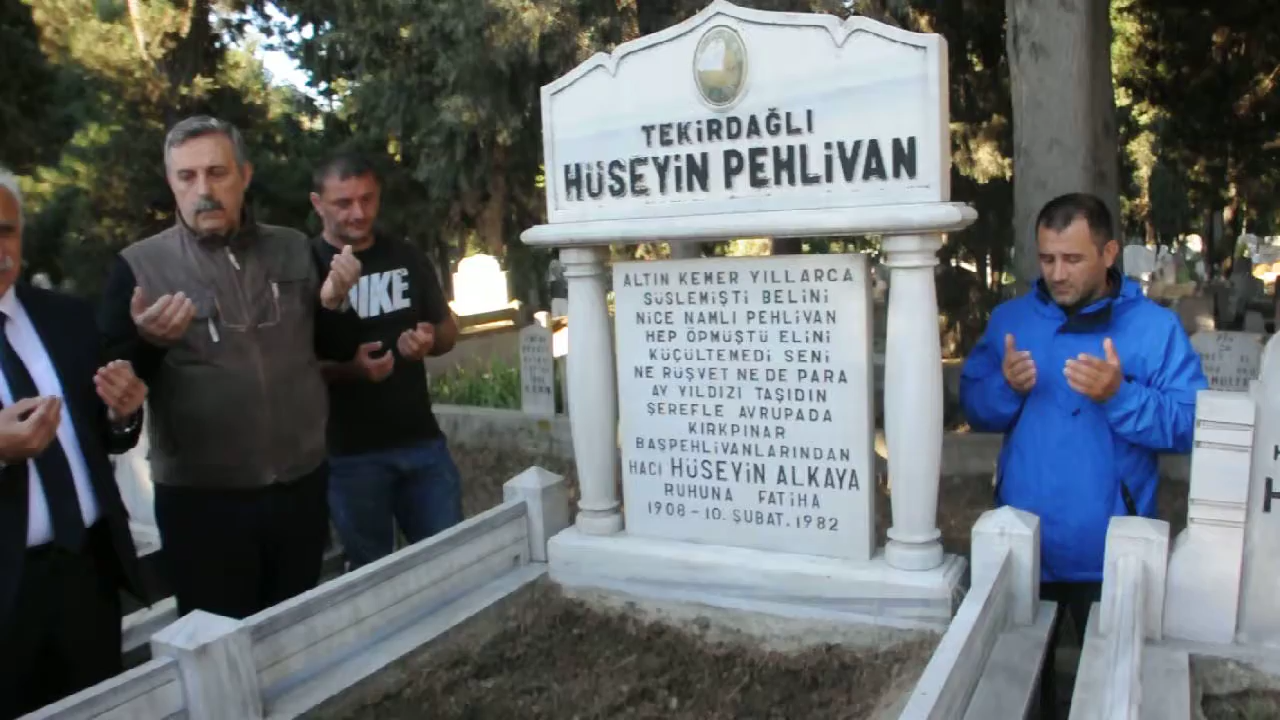 TEKİRDAĞLI
HÜSEYİN PEHLİVAN
ALTIN KEMER YILLARCA
SÜSLEMİŞTİ BELİNİ
NİCE NAMLI PEHLİVAN
HEP ÖPMÜŞTÜ ELİNİ
KÜÇÜLTEMEDİ SENİ
NE RÜŞVET NE DE PARA
AY YILDIZI TAŞIDIN
ŞEREFLE AVRUPADA
KIRKPINAR
BAŞPEHLİVANLARINDAN
HACI HÜSEYİN ALKAYA
RUHUNA FATİHA
1908 - 10. ŞUBAT. 1982
NIKE